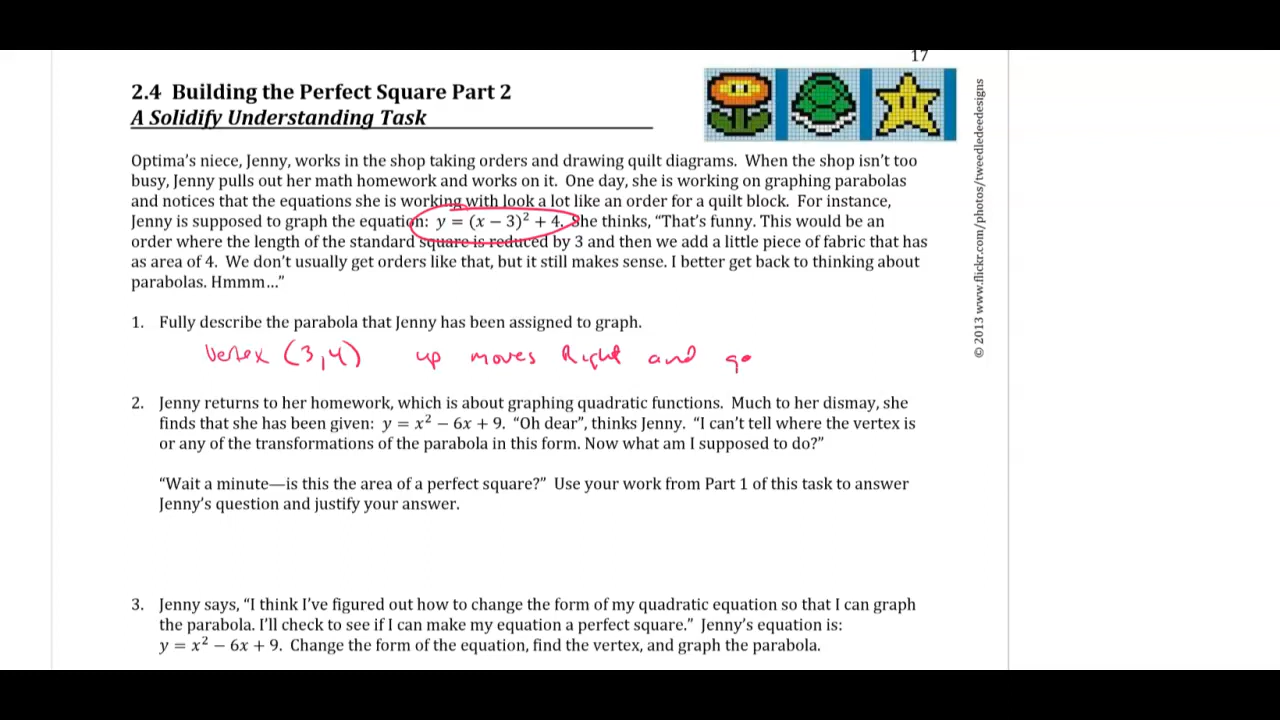 17
2.4 Building the Perfect Square Part 2
A Solidify Understanding Task
Optima's niece, Jenny, works in the shop taking orders and drawing quilt diagrams. When the shop isn't too
busy, Jenny pulls out her math homework and works on it. One day, she is working on graphing parabolas
and notices that the equations she is working with look a lot like an order for a quilt block. For instance,
Jenny is supposed to graph the equation: y = (x − 3)² + 4. She thinks, “That's funny. This would be an
order where the length of the standard square is reduced by 3 and then we add a little piece of fabric that has
as area of 4. We don't usually get orders like that, but it still makes sense. I better get back to thinking about
parabolas. Hmmm…”
© 2013 www.flickr.com/photos/tweedledeedesigns
1. Fully describe the parabola that Jenny has been assigned to graph.
Vertex (3,4) up moves Right and go
2. Jenny returns to her homework, which is about graphing quadratic functions. Much to her dismay, she
finds that she has been given: y = x² − 6x + 9. “Oh dear”, thinks Jenny. “I can't tell where the vertex is
or any of the transformations of the parabola in this form. Now what am I supposed to do?”
“Wait a minute—is this the area of a perfect square?” Use your work from Part 1 of this task to answer
Jenny's question and justify your answer.
3. Jenny says, “I think I've figured out how to change the form of my quadratic equation so that I can graph
the parabola. I'll check to see if I can make my equation a perfect square.” Jenny's equation is:
y = x² − 6x + 9. Change the form of the equation, find the vertex, and graph the parabola.